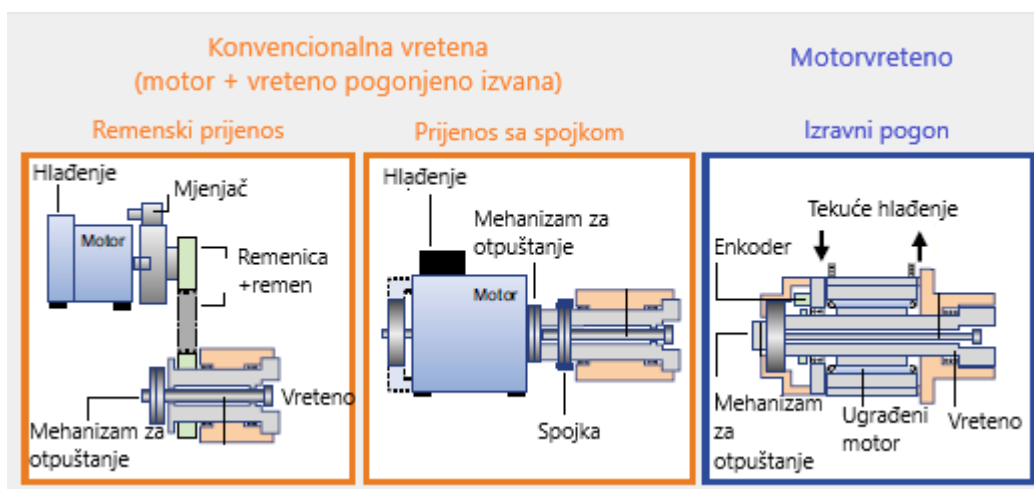 Konvencionalna vretena
(motor + vreteno pogonjeno izvana)
Motorvreteno
Remenski prijenos
Prijenos sa spojkom
Izravni pogon
Hlađenje
Mjenjač
Motor
Remenica
+remen
Vreteno
Mehanizam za
otpuštanje
Hlađenje
Mehanizam za
otpuštanje
Motor
Spojka
Tekuće hlađenje
Enkoder
Mehanizam
za
otpuštanje
Ugrađeni
motor
Vreteno